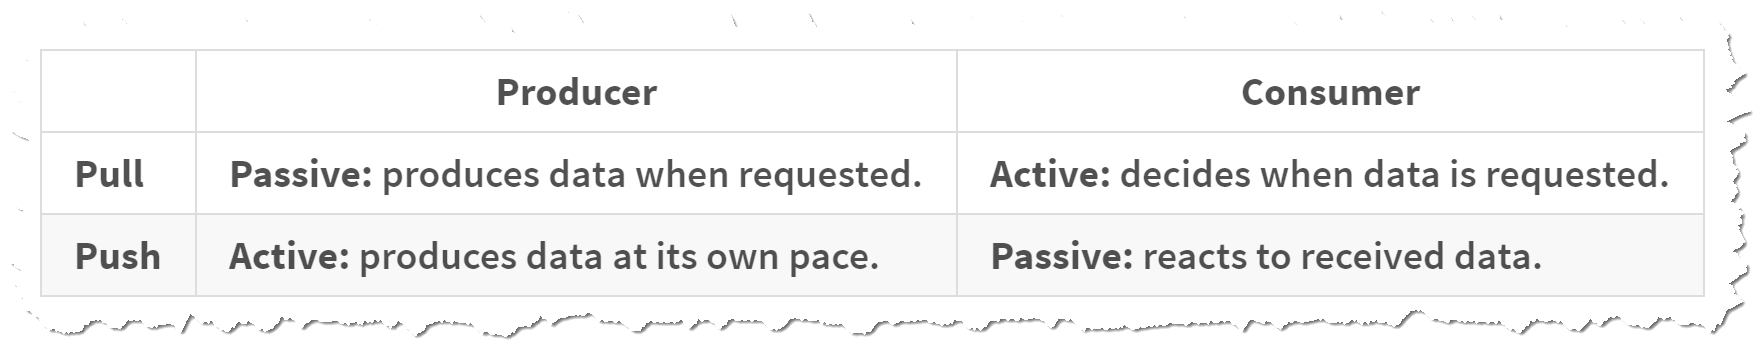 Producer Consumer
Pull Passive: produces data when requested. Active: decides when data is requested.
Push Active: produces data at its own pace. Passive: reacts to received data.